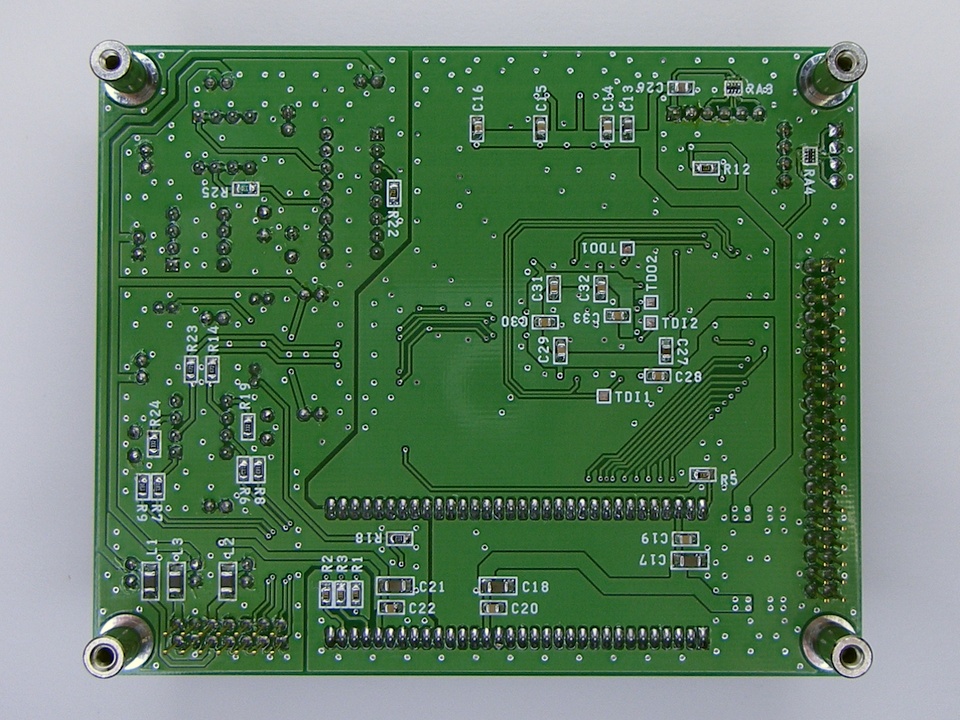 C26
RA3
C16
C15
C14
C13
R12
RA4
R25
R22
TDO1
TDO2
C31
C32
C30
C33
TDI2
C29
C27
C28
TDI1
R23
R14
R19
R24
R5
R6
R8
R9
R7
R18
C19
C17
L1
L3
L2
R2
R3
R1
C21
C22
C18
C20